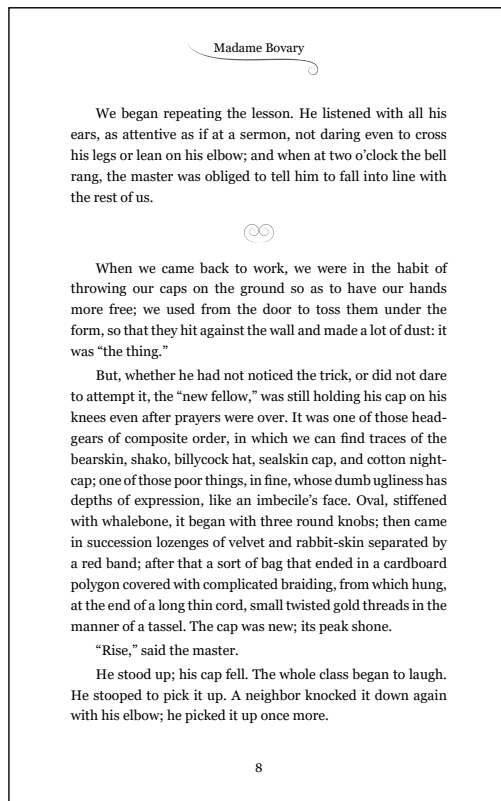 Madame Bovary
We began repeating the lesson. He listened with all his
ears, as attentive as if at a sermon, not daring even to cross
his legs or lean on his elbow; and when at two o’clock the bell
rang, the master was obliged to tell him to fall into line with
the rest of us.
When we came back to work, we were in the habit of
throwing our caps on the ground so as to have our hands
more free; we used from the door to toss them under the
form, so that they hit against the wall and made a lot of dust: it
was “the thing.”
But, whether he had not noticed the trick, or did not dare
to attempt it, the “new fellow,” was still holding his cap on his
knees even after prayers were over. It was one of those head-
gears of composite order, in which we can find traces of the
bearskin, shako, billycock hat, sealskin cap, and cotton night-
cap; one of those poor things, in fine, whose dumb ugliness has
depths of expression, like an imbecile’s face. Oval, stiffened
with whalebone, it began with three round knobs; then came
in succession lozenges of velvet and rabbit-skin separated by
a red band; after that a sort of bag that ended in a cardboard
polygon covered with complicated braiding, from which hung,
at the end of a long thin cord, small twisted gold threads in the
manner of a tassel. The cap was new; its peak shone.
“Rise,” said the master.
He stood up; his cap fell. The whole class began to laugh.
He stooped to pick it up. A neighbor knocked it down again
with his elbow; he picked it up once more.
8